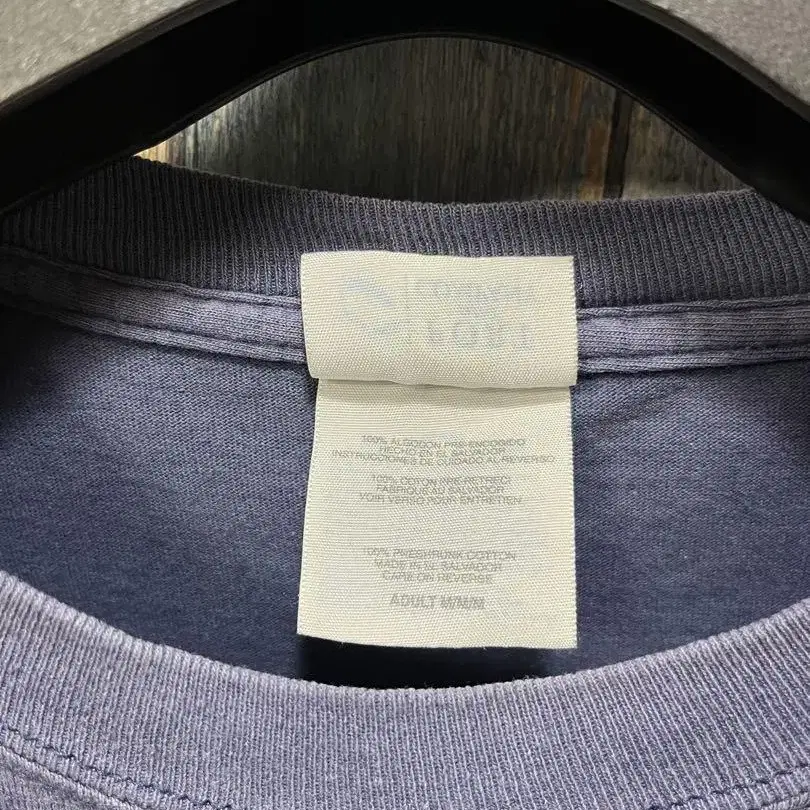 100% ALGODON PRE-ENCOGIDO
HECHO EN EL SALVADOR
INSTRUCCIONES DE CUIDADO AL REVERSO
100% COTON PRE-RETRECI
FABRIQUE AU SALVADOR
VOIR VERSO POUR ENTRETIEN
100% PRESHRUNK COTTON
MADE IN EL SALVADOR
CARE ON REVERSE
ADULT M/M/M